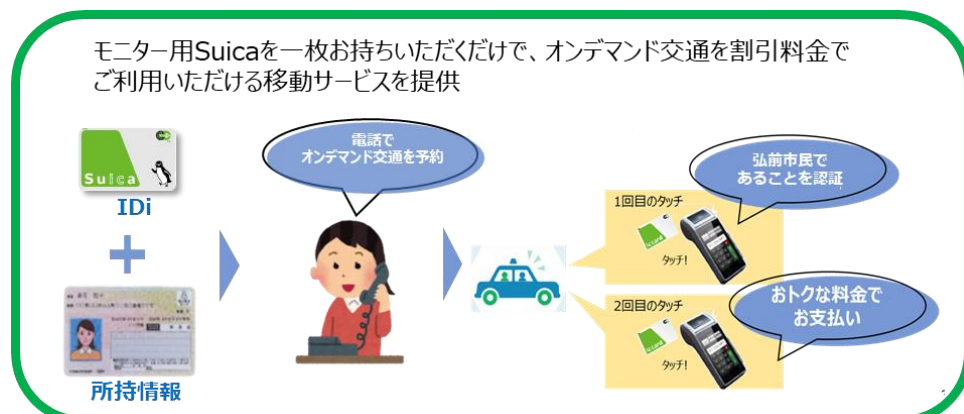 モニター用Suicaを一枚お持ちいただくだけで、オンデマンド交通を割引料金で
ご利用いただける移動サービスを提供
Suica
IDi
+
所持情報
電話で
オンデマンド交通を予約
1回目のタッチ
タッチ!
弘前市民で
あることを認証
2回目のタッチ
タッチ!
おトクな料金で
お支払い